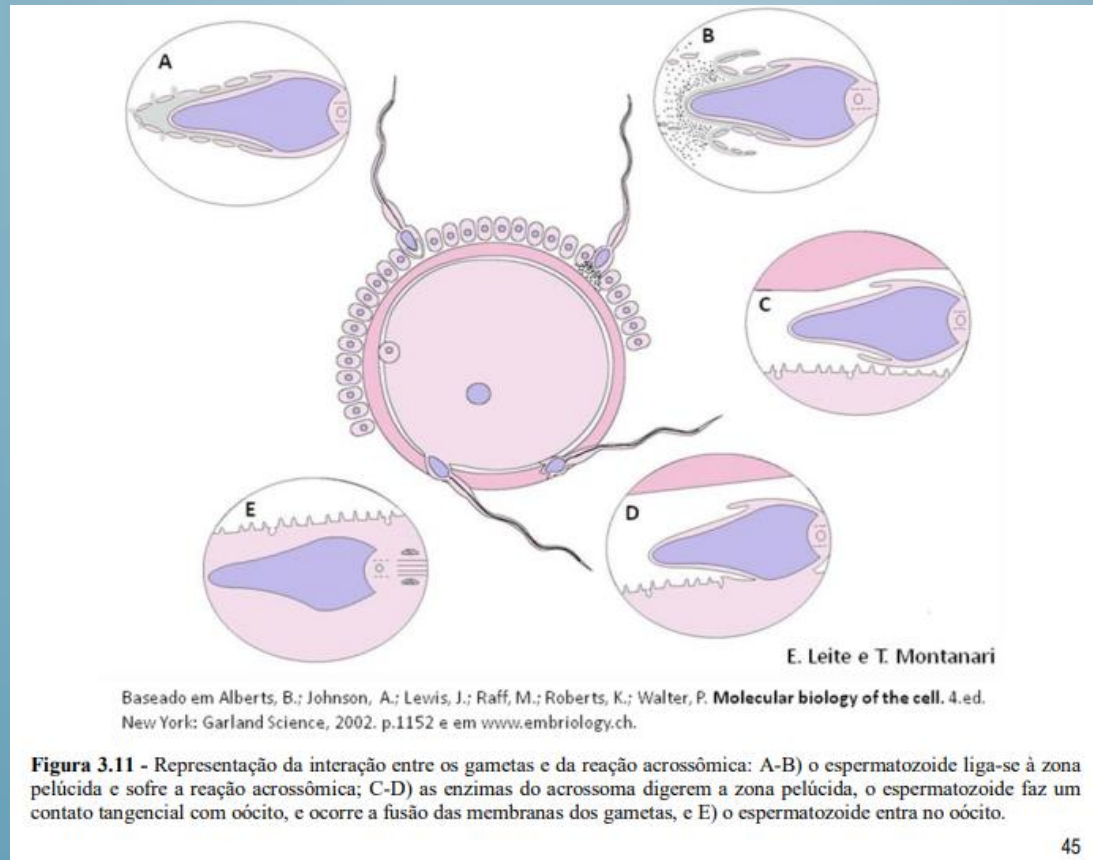 A
B
C
D
E
E. Leite e T. Montanari
Baseado em Alberts, B.; Johnson, A.; Lewis, J.; Raff, M.; Roberts, K.; Walter, P. Molecular biology of the cell. 4.ed.
New York: Garland Science, 2002. p.1152 e em www.embriology.ch.
Figura 3.11 - Representação da interação entre os gametas e da reação acrossômica: A-B) o espermatozoide liga-se à zona
pelúcida e sofre a reação acrossômica; C-D) as enzimas do acrossoma digerem a zona pelúcida, o espermatozoide faz um
contato tangencial com oócito, e ocorre a fusão das membranas dos gametas, e E) o espermatozoide entra no oócito.
45